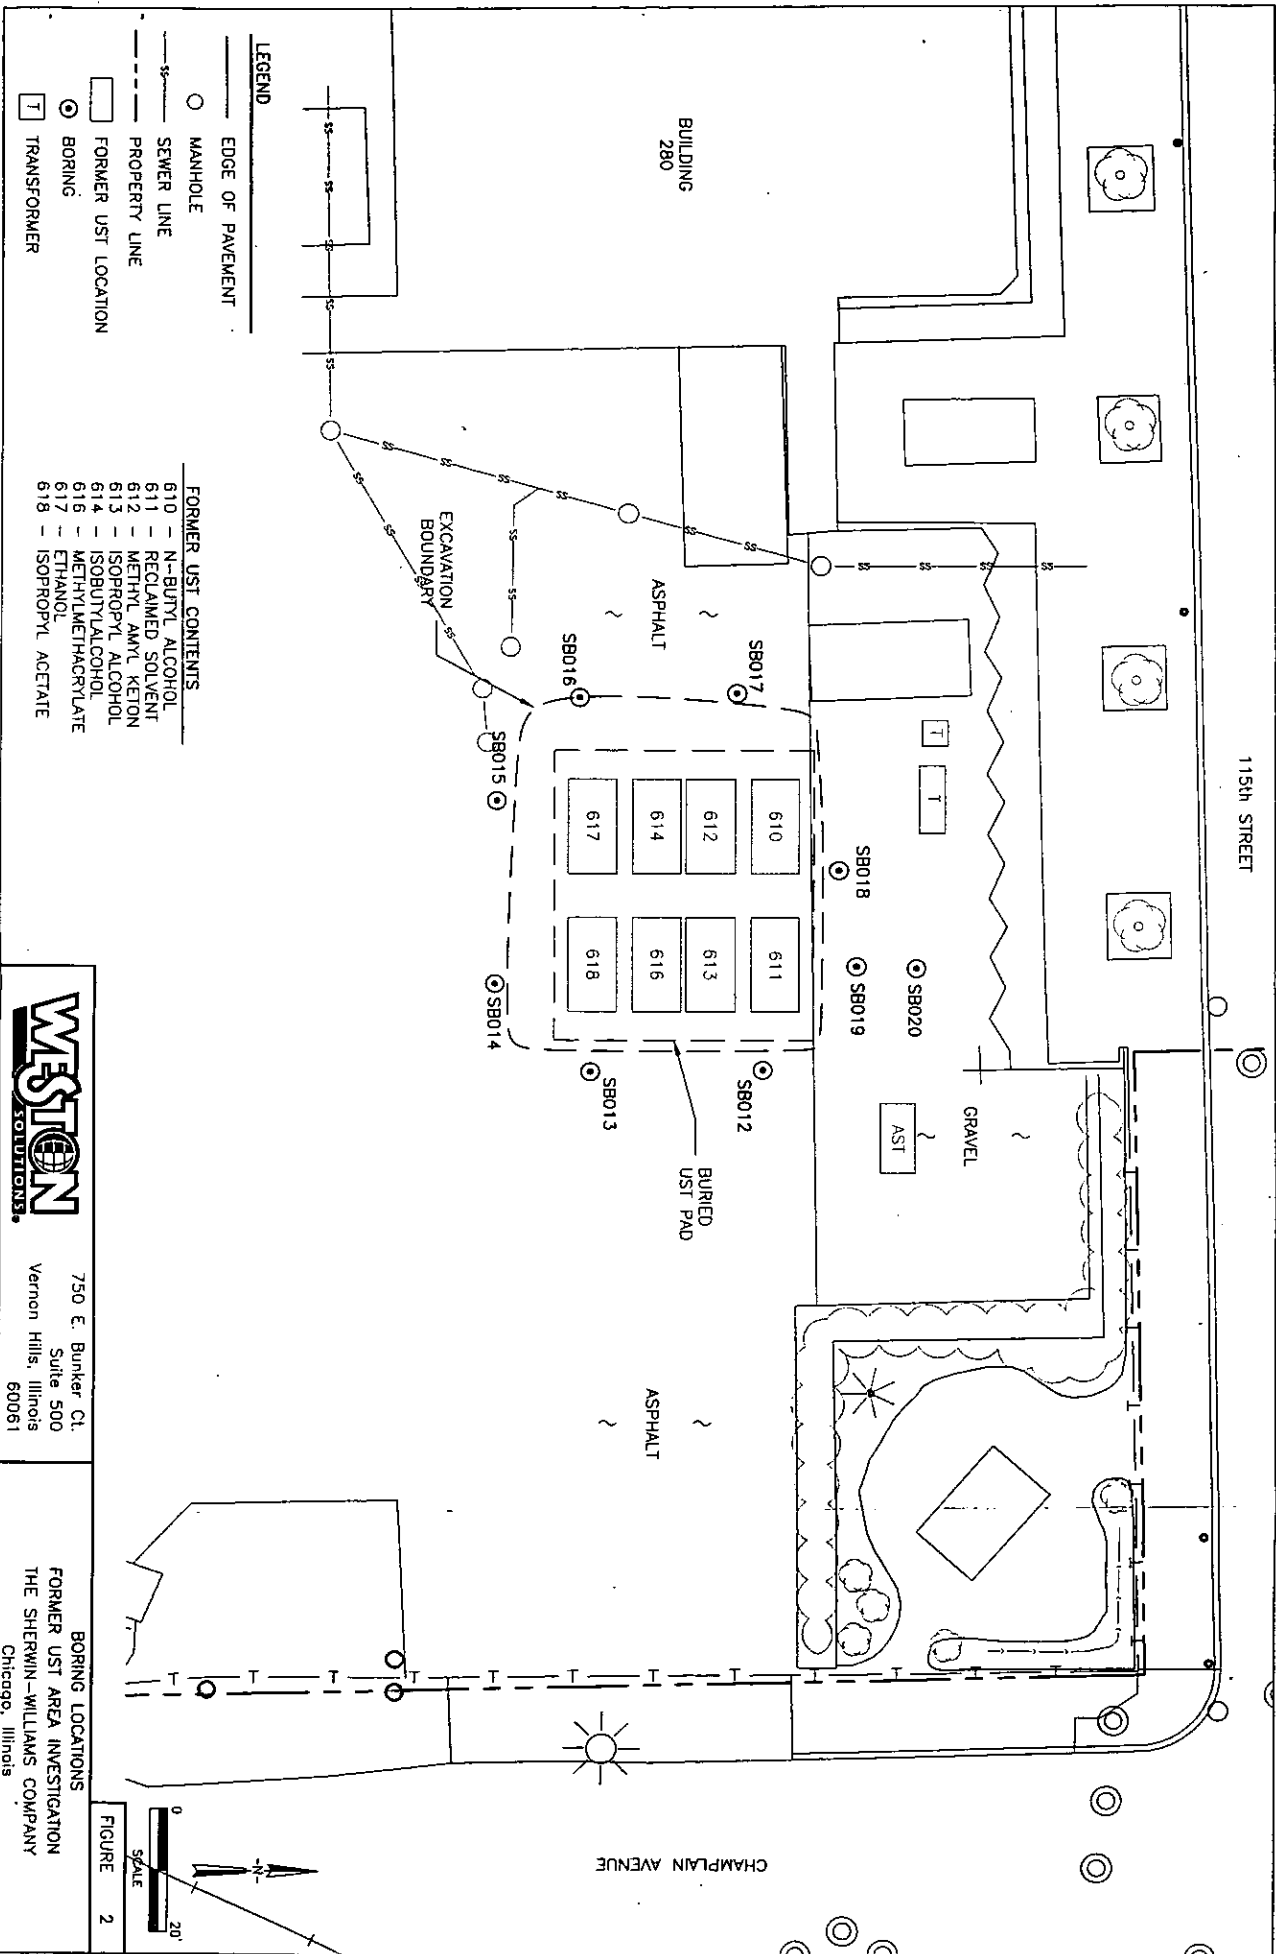 115th STREET
BUILDING
280
ASPHALT
EXCAVATION
BOUNDARY
SB017
SB016
SB015
SB018
SB019
SB020
SB014
SB013
SB012
T
T
610
612
614
617
611
613
616
618
GRAVEL
AST
BURIED
UST PAD
ASPHALT
CHAMPLAIN AVENUE
LEGEND
EDGE OF PAVEMENT
MANHOLE
SS
SEWER LINE
PROPERTY LINE
FORMER UST LOCATION
BORING
T
TRANSFORMER
FORMER UST CONTENTS
610 - N-BUTYL ALCOHOL
611 - RECLAIMED SOLVENT
612 - METHYL AMYL KETON
613 - ISOPROPYL ALCOHOL
614 - ISOBUTYLALCOHOL
616 - METHYLMETHACRYLATE
617 - ETHANOL
618 - ISOPROPYL ACETATE
WESTON
SOLUTIONS
750 E. Bunker Ct.
Suite 500
Vernon Hills, Illinois
60061
BORING LOCATIONS
FORMER UST AREA INVESTIGATION
THE SHERWIN-WILLIAMS COMPANY
Chicago, Illinois
FIGURE 2
N
0 20'
SCALE